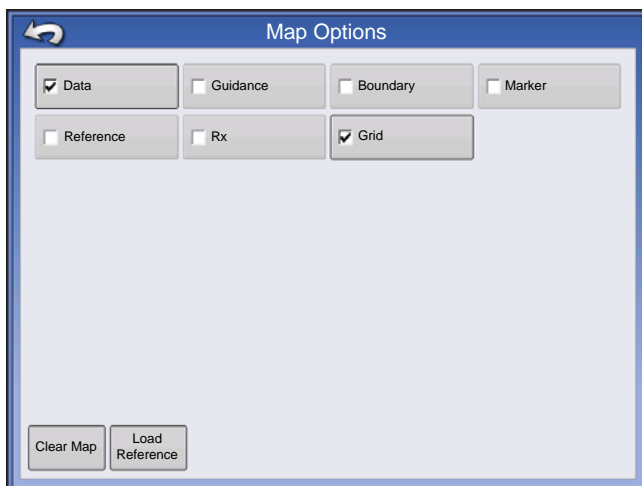 Map Options
Data
Guidance
Boundary
Marker
Reference
Rx
Grid
Clear Map
Load
Reference